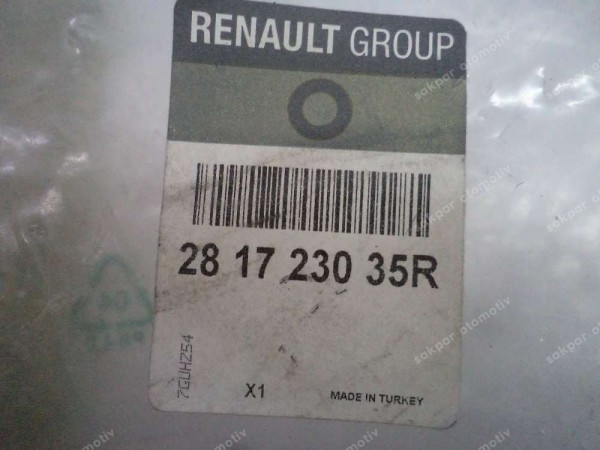 RENAULT GROUP
28 17 230 35R
7GUHZ54
X1
MADE IN TURKEY
sakpar otomotiv